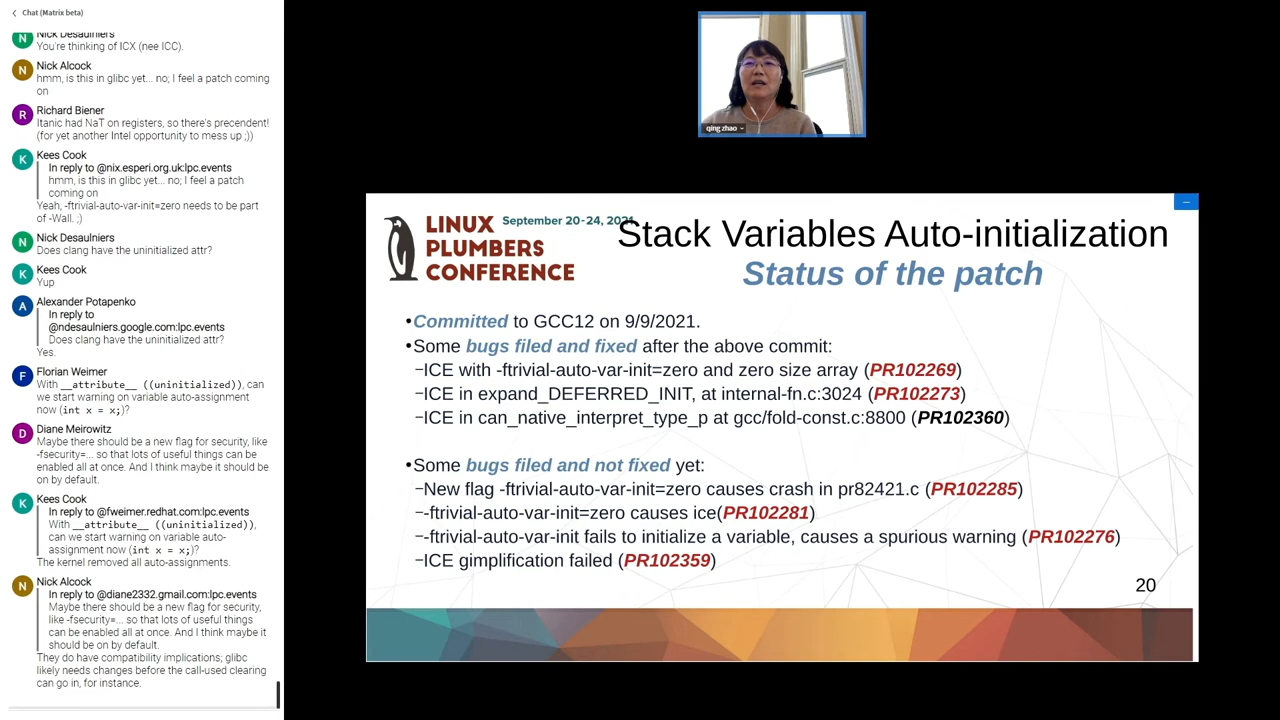 Chat (Matrix beta)
Nick Desaulniers
You're thinking of ICX (nee ICC).
Nick Alcock
hmm, is this in glibc yet... no; I feel a patch coming
on
Richard Biener
Itanic had NaT on registers, so there's precendent!
(for yet another Intel opportunity to mess up ;))
Kees Cook
In reply to @nix.esperi.org.uk:lpc.events
hmm, is this in glibc yet... no; I feel a patch
coming on
Yeah, -ftrivial-auto-var-init=zero needs to be part
of -Wall. ;)
Nick Desaulniers
Does clang have the uninitialized attr?
Kees Cook
Yup
Alexander Potapenko
In reply to
@ndesaulniers.google.com:lpc.events
Does clang have the uninitialized attr?
Yes.
Florian Weimer
With __attribute__ ((uninitialized)), can
we start warning on variable auto-assignment
now (int x = x;)?
Diane Meirowitz
Maybe there should be a new flag for security, like
-fsecurity=... so that lots of useful things can be
enabled all at once. And I think maybe it should be
on by default.
Kees Cook
In reply to @fweimer.redhat.com:lpc.events
With __attribute__ ((uninitialized)),
can we start warning on variable auto-
assignment now (int x = x;)?
The kernel removed all auto-assignments.
Nick Alcock
In reply to @diane2332.gmail.com:lpc.events
Maybe there should be a new flag for security,
like -fsecurity=... so that lots of useful things
can be enabled all at once. And I think maybe it
should be on by default.
They do have compatibility implications; glibc
likely needs changes before the call-used clearing
can go in, for instance.
N
N
R
K
N
K
A
F
D
K
N
qing zhao
LINUX
PLUMBERS
CONFERENCE
September 20-24, 2021
Stack Variables Auto-initialization
Status of the patch
•Committed to GCC12 on 9/9/2021.
•Some bugs filed and fixed after the above commit:
−ICE with -ftrivial-auto-var-init=zero and zero size array (PR102269)
−ICE in expand_DEFERRED_INIT, at internal-fn.c:3024 (PR102273)
−ICE in can_native_interpret_type_p at gcc/fold-const.c:8800 (PR102360)
•Some bugs filed and not fixed yet:
−New flag -ftrivial-auto-var-init=zero causes crash in pr82421.c (PR102285)
−-ftrivial-auto-var-init=zero causes ice(PR102281)
−-ftrivial-auto-var-init fails to initialize a variable, causes a spurious warning (PR102276)
−ICE gimplification failed (PR102359)
20